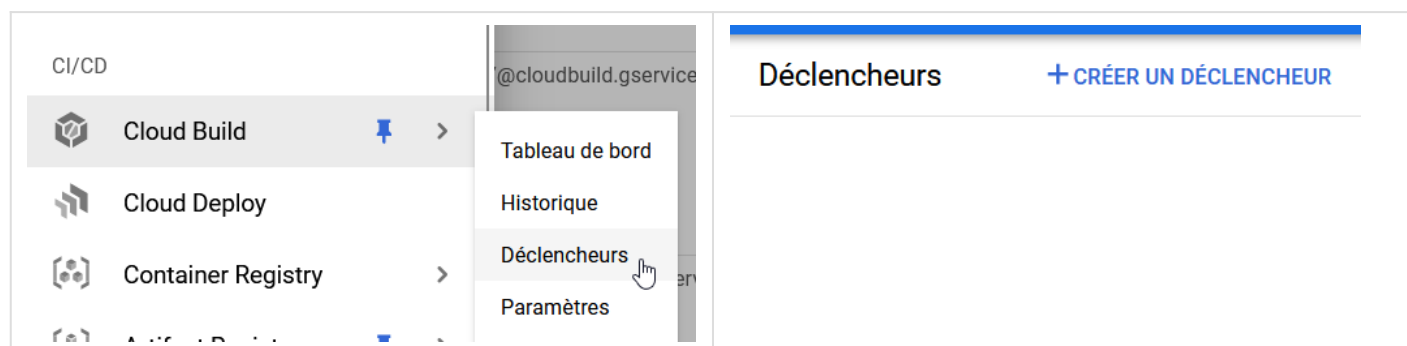 CI/CD
Cloud Build
Cloud Deploy
Container Registry
@cloudbuild.gservice
Tableau de bord
Historique
Déclencheurs
Paramètres
Déclencheurs
+ CRÉER UN DÉCLENCHEUR